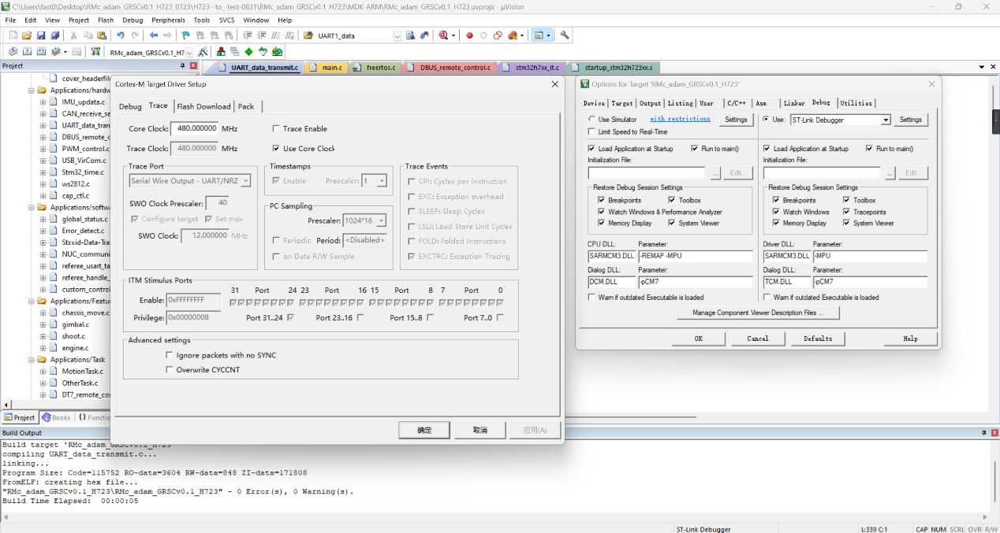 C:\Users\fast0\Desktop\RMc_adam_GRSCv0.1_H723_0723\H723--to_-test-0831\RMc_adam_GRSCv0.1_H723\MDK-ARM\RMc_adam_GRSCv0.1_H723.uvprojx - µVision
File Edit View Project Flash Debug Peripherals Tools SVCS Window Help
UART1_data
RMc_adam_GRSCv0.1_H7
Project
UART_data_transmit.c main.c freertos.c DBUS_remote_control.c stm32h7xx_it.c startup_stm32h723xx.s
cover_headerfil
Applications/hardw
IMU_updata.c
CAN_receive_se
UART_data_tran
DBUS_remote_c
PWM_control.c
USB_VirCom.c
Stm32_time.c
ws2812.c
cap_ctl.c
Applications/softw
global_status.c
Error_detect.c
Stxxid-Data-Tra
NUC_communi
referee_usart_ta
referee_handle_
custom_control
Applications/Featur
chassis_move.c
gimbal.c
shoot.c
engine.c
Applications/Task
MotionTask.c
OtherTask.c
DT7_remote_co
Project Books {} Functio
Cortex-M Target Driver Setup
Debug Trace Flash Download Pack
Core Clock: 480.000000 MHz
Trace Enable
Trace Clock: 480.000000 MHz
Use Core Clock
Trace Port
Serial Wire Output - UART/NRZ
SWO Clock Prescaler: 40
Configure target Set max
SWO Clock: 12.000000 MHz
Timestamps
Enable Prescaler: 1
PC Sampling
Prescaler: 1024*16
Periodic Period: <Disabled>
on Data R/W Sample
Trace Events
CPI: Cycles per Instruction
EXC: Exception overhead
SLEEP: Sleep Cycles
LSU: Load Store Unit Cycles
FOLD: Folded Instructions
EXCTRC: Exception Tracing
ITM Stimulus Ports
31 Port 24 23 Port 16 15 Port 8 7 Port 0
Enable: 0xFFFFFFFF
Privilege: 0x00000008 Port 31..24 Port 23..16 Port 15..8 Port 7..0
Advanced settings
Ignore packets with no SYNC
Overwrite CYCCNT
确定 取消 应用(A)
Options for Target 'RMc_adam_GRSCv0.1_H723'
Device Target Output Listing User C/C++ Asm Linker Debug Utilities
Use Simulator with restrictions Settings
Limit Speed to Real-Time
Use: ST-Link Debugger Settings
Load Application at Startup Run to main()
Initialization File:
... Edit...
Restore Debug Session Settings
Breakpoints Toolbox
Watch Windows & Performance Analyzer
Memory Display System Viewer
CPU DLL: Parameter:
SARMCM3.DLL -REMAP -MPU
Dialog DLL: Parameter:
DCM.DLL -pCM7
Warn if outdated Executable is loaded
Load Application at Startup Run to main()
Initialization File:
... Edit...
Restore Debug Session Settings
Breakpoints Toolbox
Watch Windows Tracepoints
Memory Display System Viewer
Driver DLL: Parameter:
SARMCM3.DLL -MPU
Dialog DLL: Parameter:
TCM.DLL -pCM7
Warn if outdated Executable is loaded
Manage Component Viewer Description Files ...
OK Cancel Defaults Help
Build Output
Build target 'RMc_adam_GRSCv0.1_H723'
compiling UART_data_transmit.c...
linking...
Program Size: Code=115752 RO-data=3604 RW-data=848 ZI-data=171808
FromELF: creating hex file...
"RMc_adam_GRSCv0.1_H723\RMc_adam_GRSCv0.1_H723" - 0 Error(s), 0 Warning(s).
Build Time Elapsed: 00:00:05
ST-Link Debugger L:339 C:1 CAP NUM SCRL OVR R/W